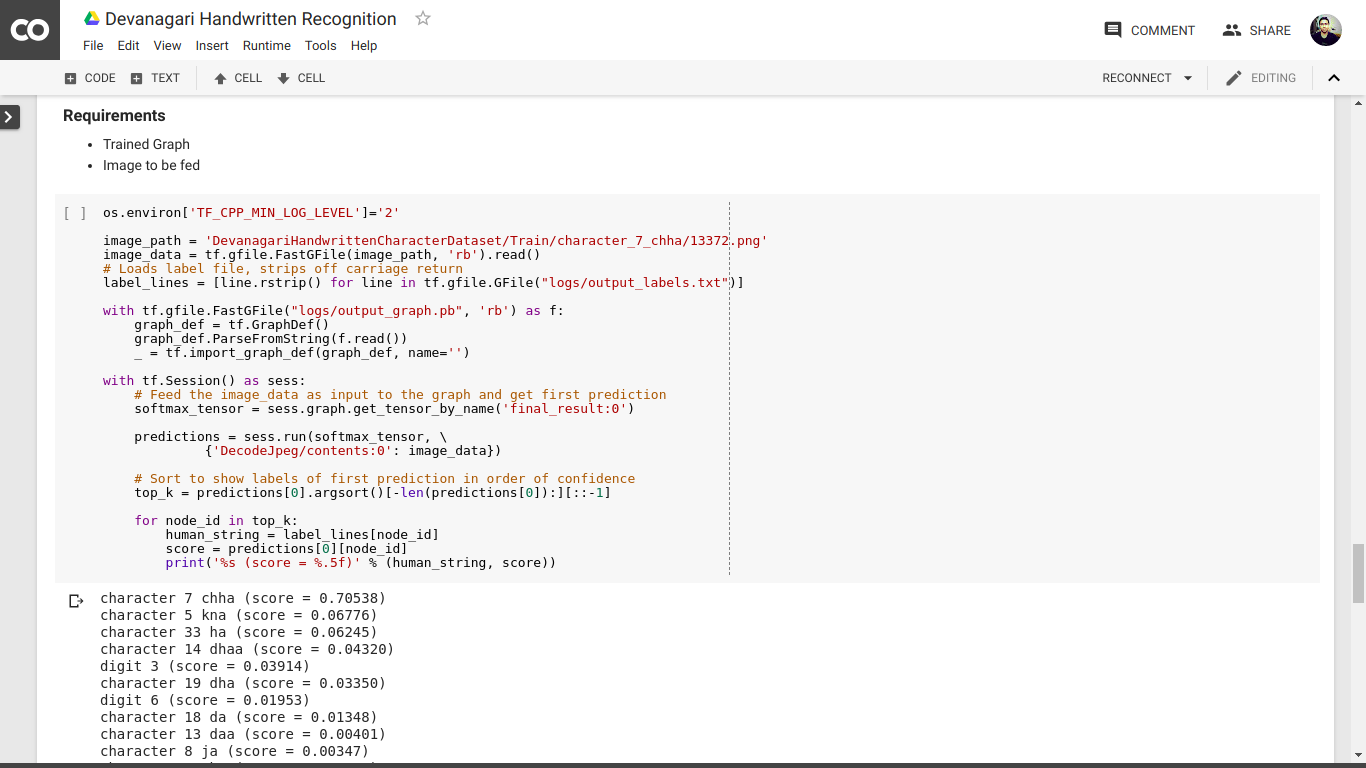 CO
Devanagari Handwritten Recognition
File Edit View Insert Runtime Tools Help
COMMENT SHARE
CODE TEXT CELL CELL
RECONNECT EDITING
Requirements
• Trained Graph
• Image to be fed
[ ] os.environ['TF_CPP_MIN_LOG_LEVEL']='2'
image_path = 'DevanagariHandwrittenCharacterDataset/Train/character_7_chha/13372.png'
image_data = tf.gfile.FastGFile(image_path, 'rb').read()
# Loads label file, strips off carriage return
label_lines = [line.rstrip() for line in tf.gfile.GFile("logs/output_labels.txt")]
with tf.gfile.FastGFile("logs/output_graph.pb", 'rb') as f:
    graph_def = tf.GraphDef()
    graph_def.ParseFromString(f.read())
    _ = tf.import_graph_def(graph_def, name='')
with tf.Session() as sess:
    # Feed the image_data as input to the graph and get first prediction
    softmax_tensor = sess.graph.get_tensor_by_name('final_result:0')
    predictions = sess.run(softmax_tensor, \
             {'DecodeJpeg/contents:0': image_data})
    # Sort to show labels of first prediction in order of confidence
    top_k = predictions[0].argsort()[-len(predictions[0]):][::-1]
    for node_id in top_k:
        human_string = label_lines[node_id]
        score = predictions[0][node_id]
        print('%s (score = %.5f)' % (human_string, score))
character 7 chha (score = 0.70538)
character 5 kna (score = 0.06776)
character 33 ha (score = 0.06245)
character 14 dhaa (score = 0.04320)
digit 3 (score = 0.03914)
character 19 dha (score = 0.03350)
digit 6 (score = 0.01953)
character 18 da (score = 0.01348)
character 13 daa (score = 0.00401)
character 8 ja (score = 0.00347)